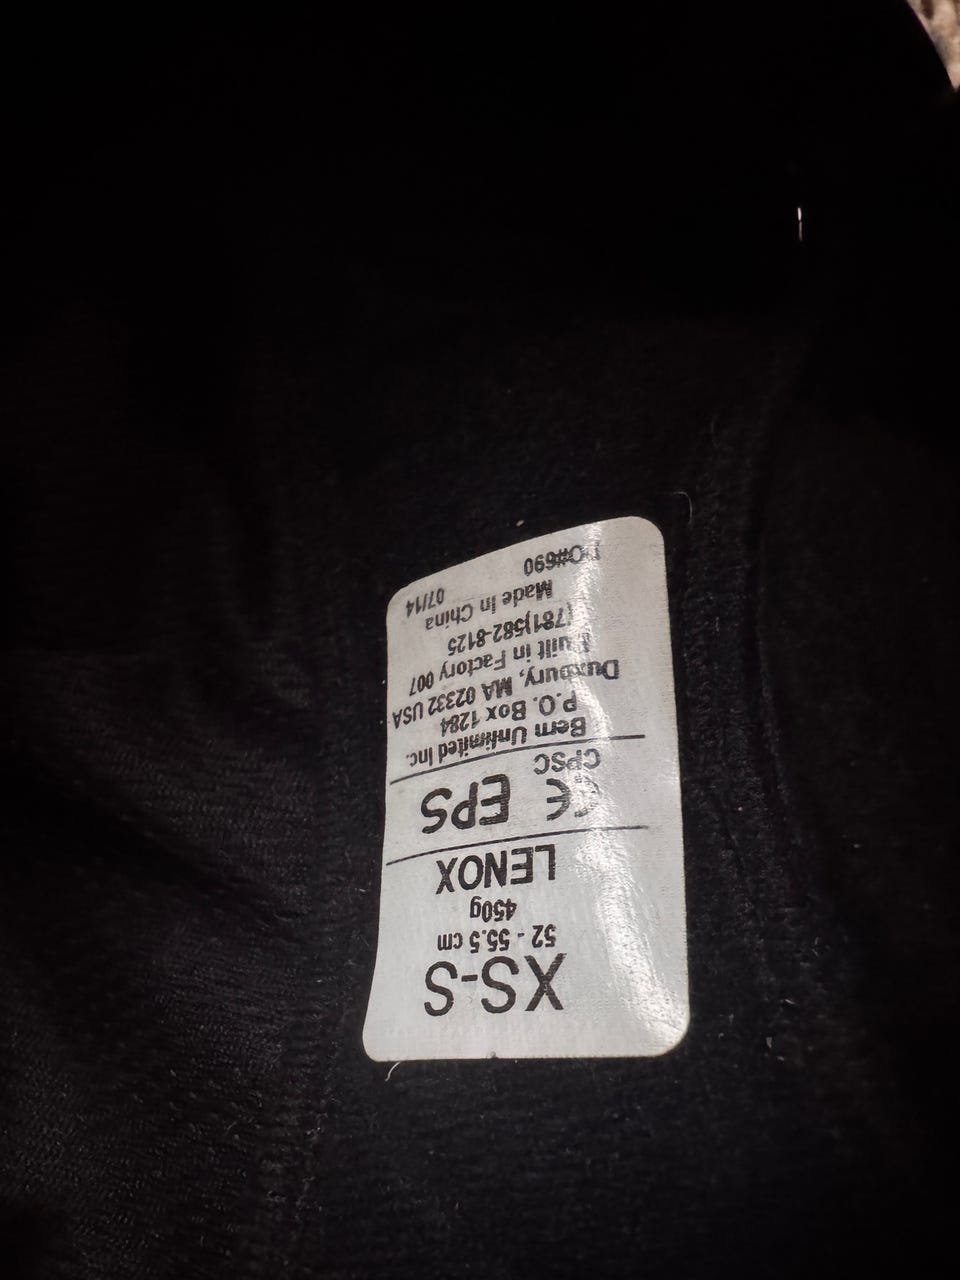 XS-S
52 - 55.5 cm
450g
LENOX
CE EPS
CPSC
Bern Unlimited Inc.
P.O. Box 1284
Duxbury, MA 02332 USA
Built in Factory 007
(781)582-8125
Made In China
PO#690 07/14